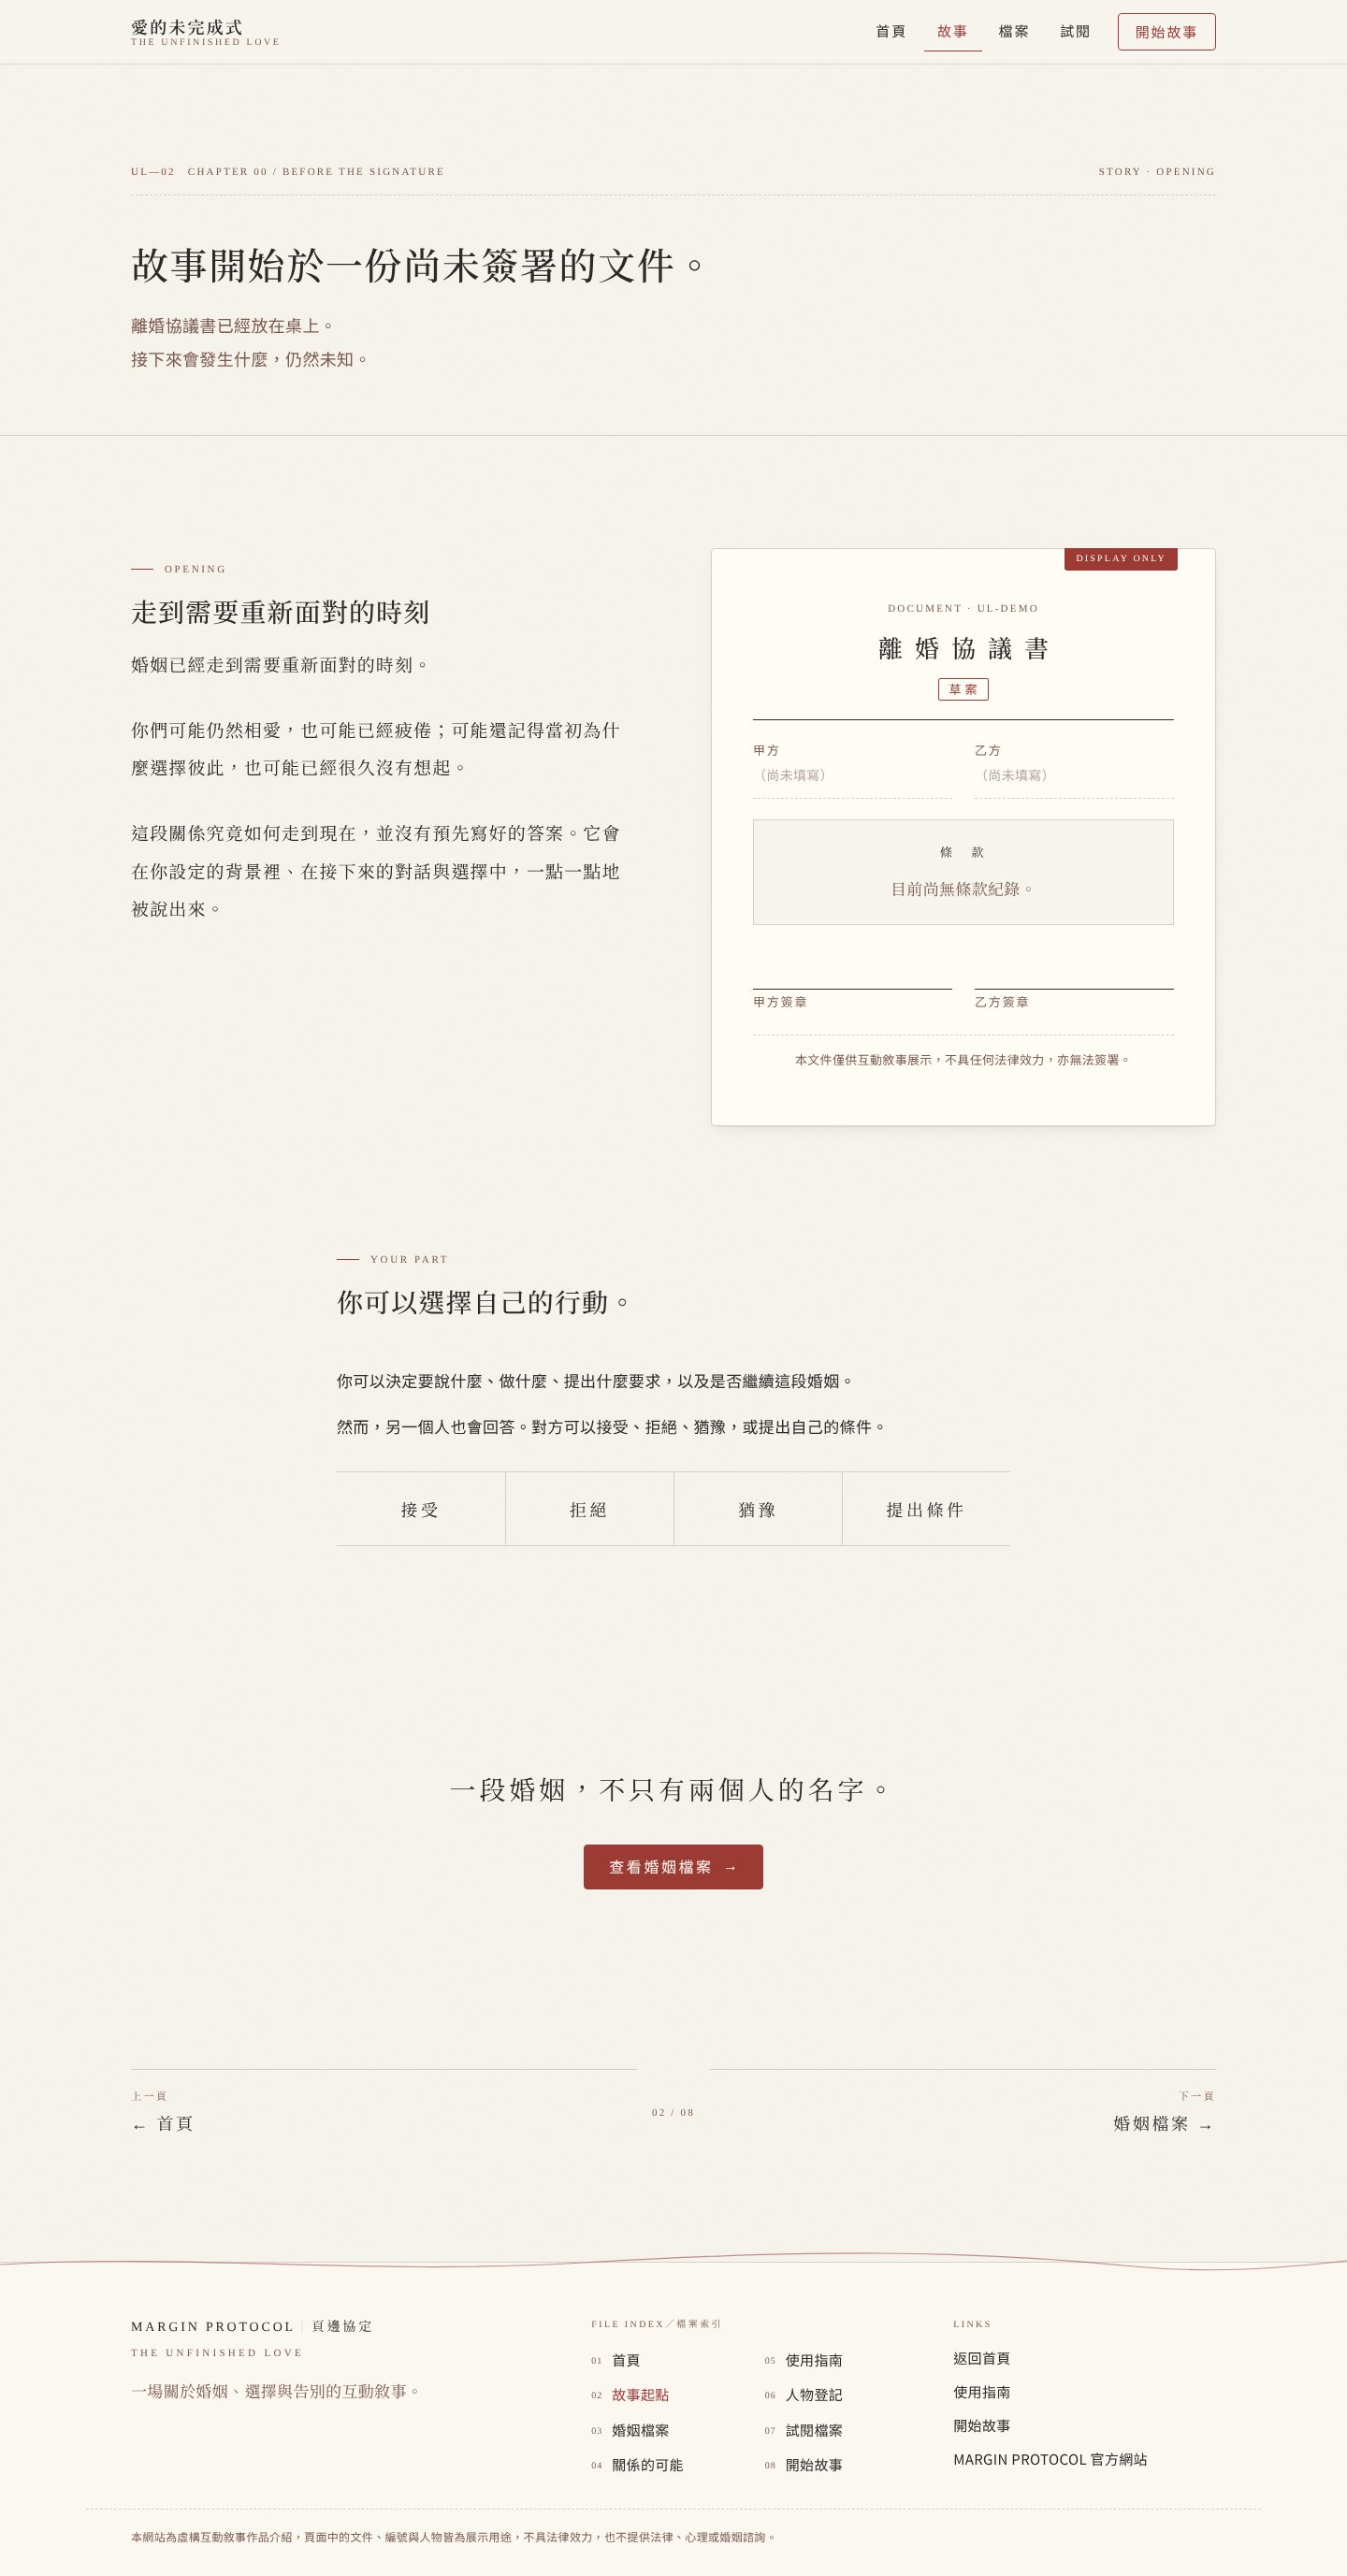 愛的未完成式
THE UNFINISHED LOVE
首頁 故事 檔案 試閱 開始故事
UL—02 CHAPTER 00 / BEFORE THE SIGNATURE
STORY · OPENING
故事開始於一份尚未簽署的文件。
離婚協議書已經放在桌上。
接下來會發生什麼，仍然未知。
OPENING
走到需要重新面對的時刻
婚姻已經走到需要重新面對的時刻。
你們可能仍然相愛，也可能已經疲倦；可能還記得當初為什
麼選擇彼此，也可能已經很久沒有想起。
這段關係究竟如何走到現在，並沒有預先寫好的答案。它會
在你設定的背景裡、在接下來的對話與選擇中，一點一點地
被說出來。
DISPLAY ONLY
DOCUMENT · UL-DEMO
離婚協議書
草案
甲方 乙方
（尚未填寫） （尚未填寫）
條 款
目前尚無條款紀錄。
甲方簽章 乙方簽章
本文件僅供互動敘事展示，不具任何法律效力，亦無法簽署。
YOUR PART
你可以選擇自己的行動。
你可以決定要說什麼、做什麼、提出什麼要求，以及是否繼續這段婚姻。
然而，另一個人也會回答。對方可以接受、拒絕、猶豫，或提出自己的條件。
接受 拒絕 猶豫 提出條件
一段婚姻，不只有兩個人的名字。
查看婚姻檔案 →
上一頁
← 首頁
02 / 08
下一頁
婚姻檔案 →
MARGIN PROTOCOL 頁邊協定
THE UNFINISHED LOVE
一場關於婚姻、選擇與告別的互動敘事。
FILE INDEX／檔案索引
01 首頁
02 故事起點
03 婚姻檔案
04 關係的可能
05 使用指南
06 人物登記
07 試閱檔案
08 開始故事
LINKS
返回首頁
使用指南
開始故事
MARGIN PROTOCOL 官方網站
本網站為虛構互動敘事作品介紹，頁面中的文件、編號與人物皆為展示用途，不具法律效力，也不提供法律、心理或婚姻諮詢。